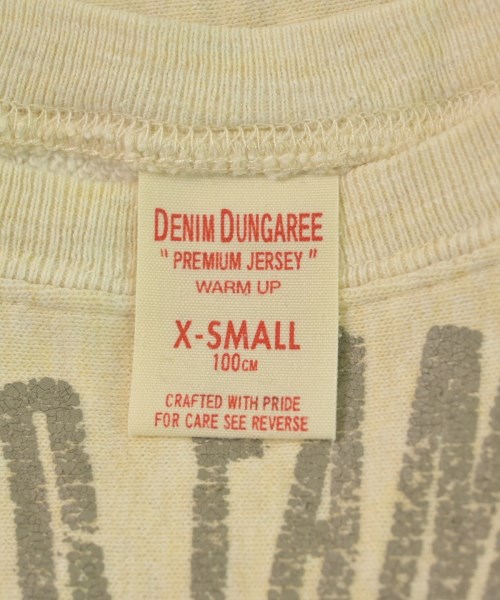 DENIM DUNGAREE
"PREMIUM JERSEY"
WARM UP
X-SMALL
100CM
CRAFTED WITH PRIDE
FOR CARE SEE REVERSE